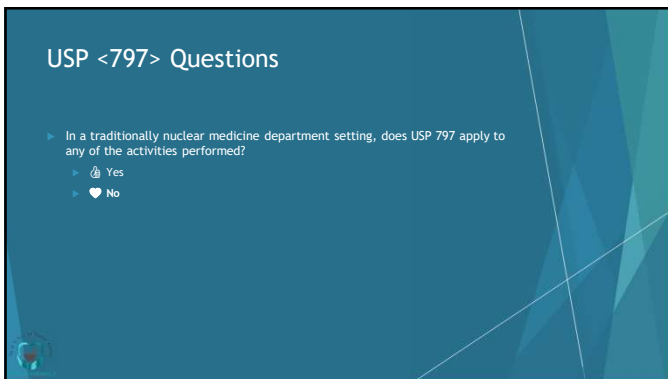 USP <797> Questions
In a traditionally nuclear medicine department setting, does USP 797 apply to
any of the activities performed?
👍 Yes
♥ No